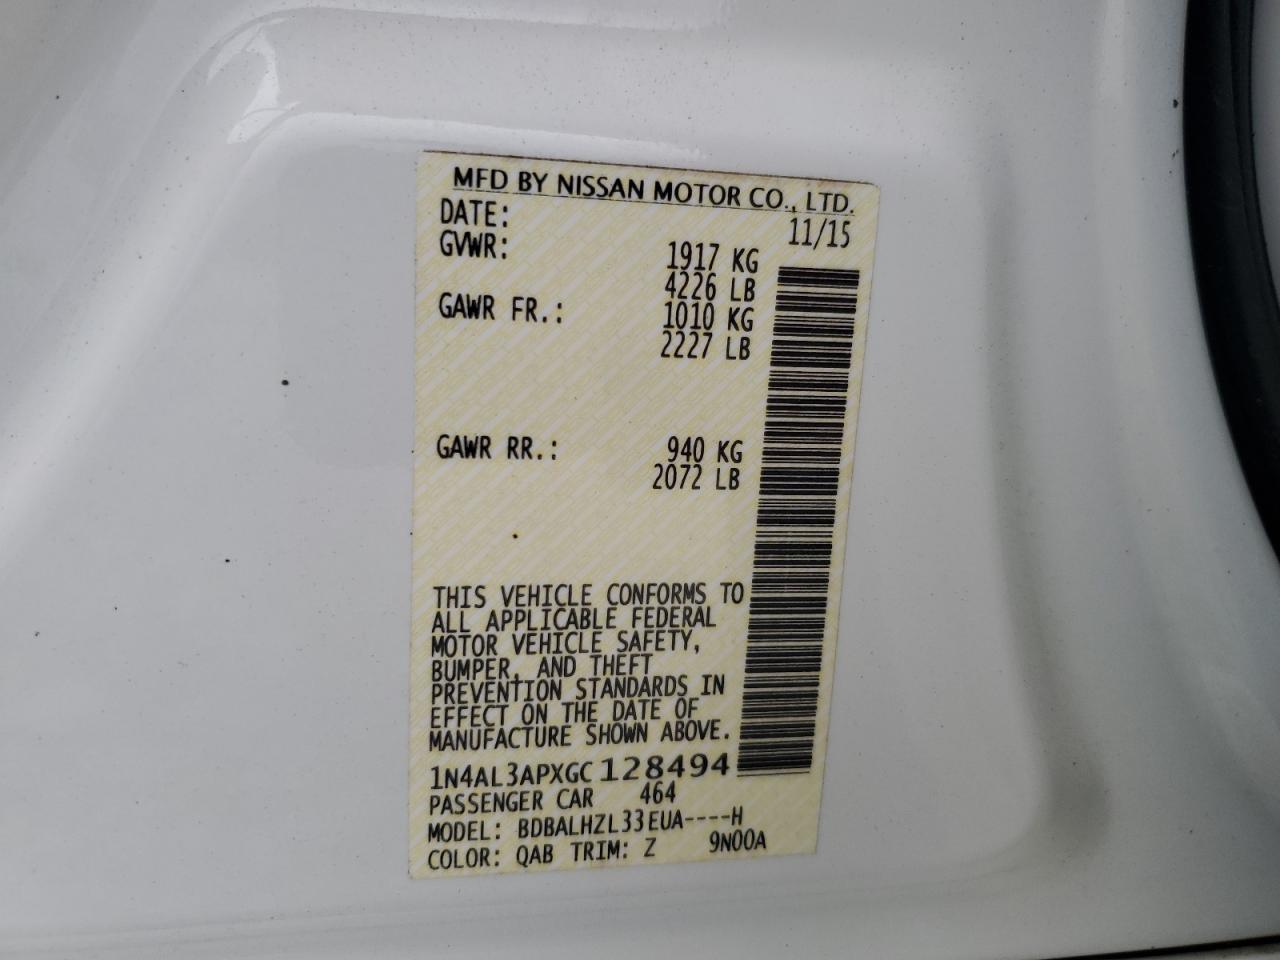 MFD BY NISSAN MOTOR CO., LTD.
DATE: 11/15
GVWR: 1917 KG
4226 LB
GAWR FR.: 1010 KG
2227 LB
GAWR RR.: 940 KG
2072 LB
THIS VEHICLE CONFORMS TO
ALL APPLICABLE FEDERAL
MOTOR VEHICLE SAFETY,
BUMPER, AND THEFT
PREVENTION STANDARDS IN
EFFECT ON THE DATE OF
MANUFACTURE SHOWN ABOVE.
1N4AL3APXGC128494
PASSENGER CAR 464
MODEL: BDBALHZL33EUA----H
COLOR: QAB TRIM: Z 9N00A